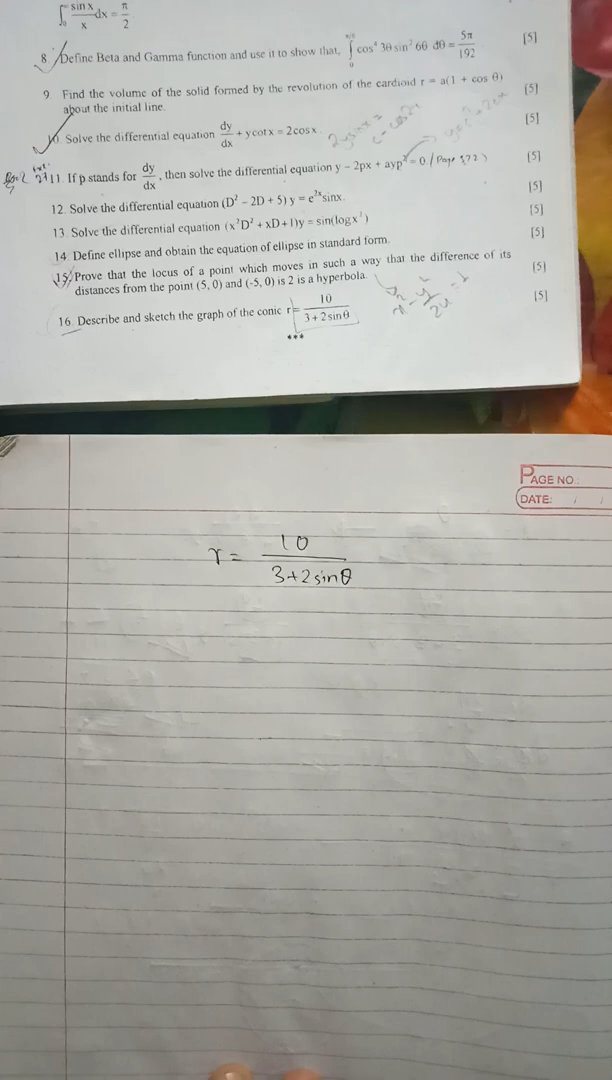 ∫₀^∞ sin x/x dx = π/2
8. Define Beta and Gamma function and use it to show that, ∫₀^π/6 cos⁴ 3θ sin² 6θ dθ = 5π/192 [5]
9. Find the volume of the solid formed by the revolution of the cardioid r = a(1 + cos θ)
about the initial line. [5]
10. Solve the differential equation dy/dx + y cot x = 2 cos x. [5]
11. If p stands for dy/dx, then solve the differential equation y – 2px + ayp² = 0 / Page 572) [5]
12. Solve the differential equation (D² – 2D + 5) y = e²ˣ sinx. [5]
13. Solve the differential equation (x²D² + xD + 1)y = sin(logx²) [5]
14. Define ellipse and obtain the equation of ellipse in standard form. [5]
15. Prove that the locus of a point which moves in such a way that the difference of its
distances from the point (5, 0) and (-5, 0) is 2 is a hyperbola. [5]
16. Describe and sketch the graph of the conic r = 10/(3 + 2 sin θ) [5]
***
PAGE NO.:
DATE: / /
r = 10/(3+2 sinθ)